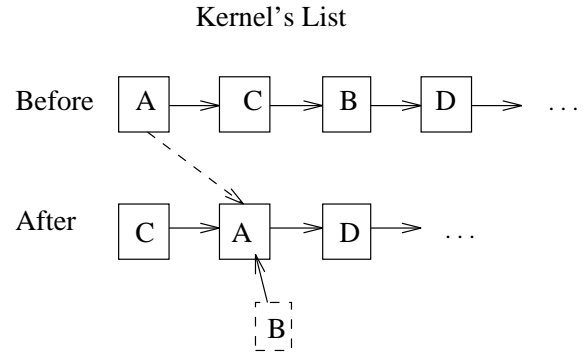 Kernel's List
Before A C B D . . .
After C A D . . .
B